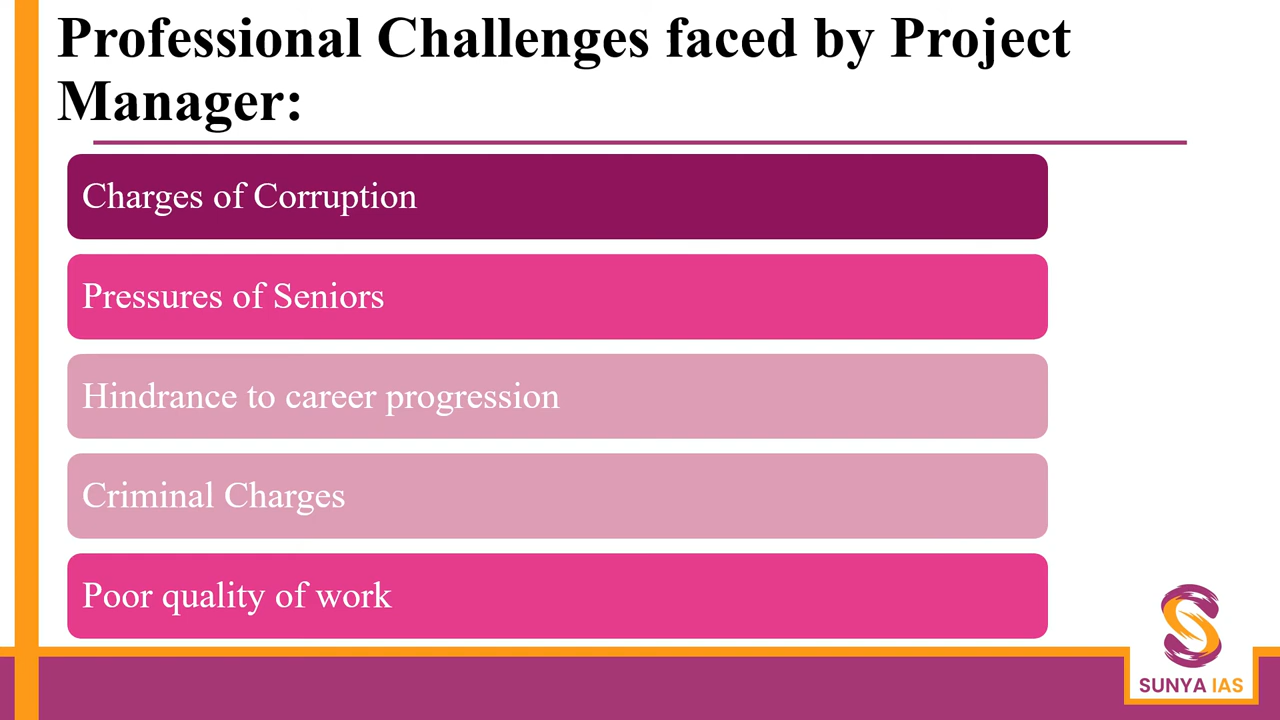 Professional Challenges faced by Project
Manager:
Charges of Corruption
Pressures of Seniors
Hindrance to career progression
Criminal Charges
Poor quality of work
SUNYA IAS